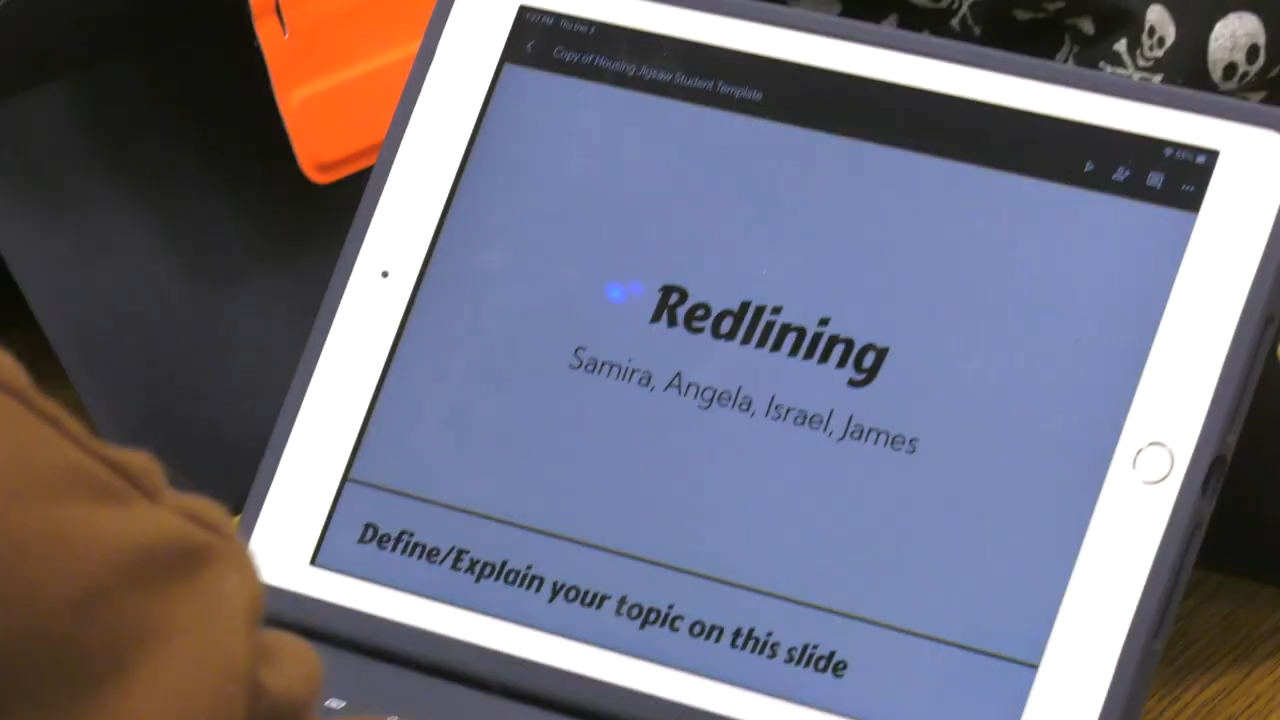 Copy of Housing Jigsaw Student Template
Redlining
Samira, Angela, Israel, James
Define/Explain your topic on this slide